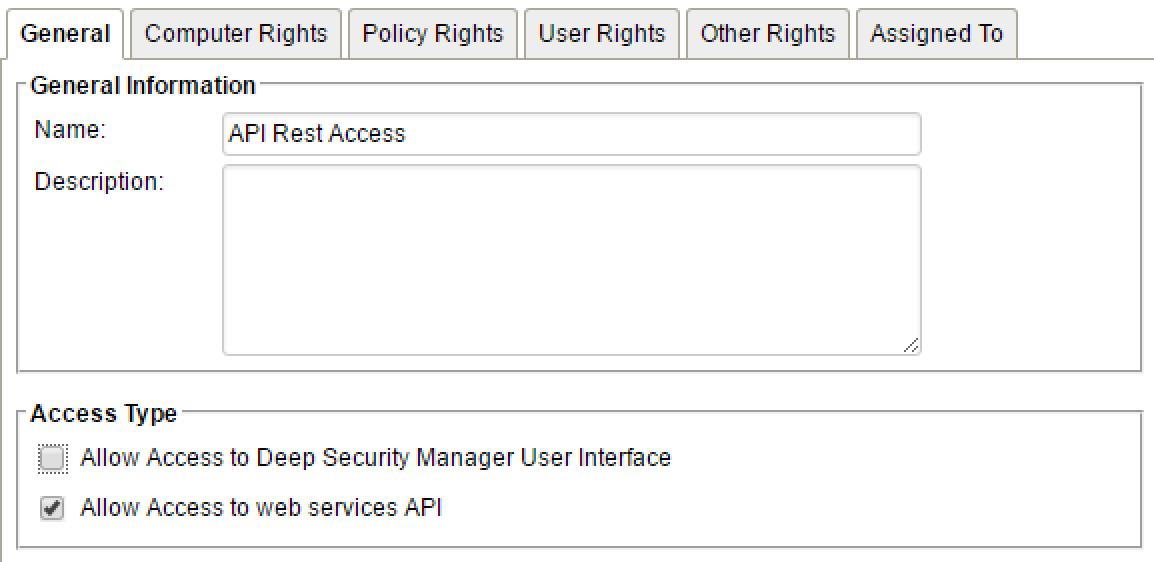 General Computer Rights Policy Rights User Rights Other Rights Assigned To
General Information
Name: API Rest Access
Description:
Access Type
Allow Access to Deep Security Manager User Interface
Allow Access to web services API